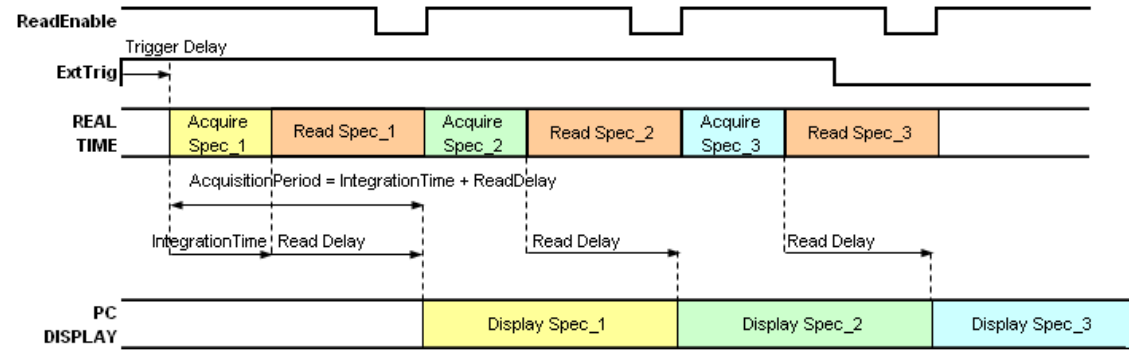 ReadEnable
Trigger Delay
ExtTrig
REAL
TIME
Acquire
Spec_1
Read Spec_1
Acquire
Spec_2
Read Spec_2
Acquire
Spec_3
Read Spec_3
AcquisitionPeriod = IntegrationTime + ReadDelay
IntegrationTime
Read Delay
Read Delay
Read Delay
PC
DISPLAY
Display Spec_1
Display Spec_2
Display Spec_3